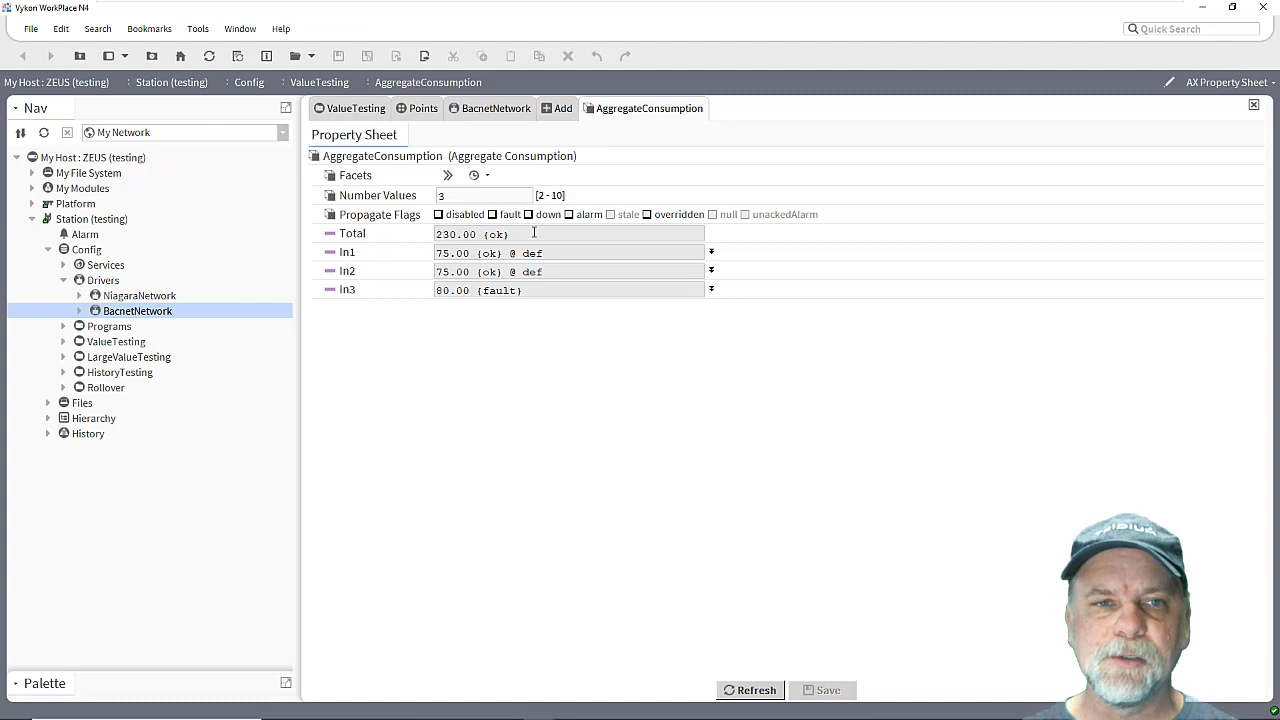 Vykon WorkPlace N4
File Edit Search Bookmarks Tools Window Help
Quick Search
My Host : ZEUS (testing) : Station (testing) : Config : ValueTesting : AggregateConsumption AX Property Sheet
Nav
My Network
My Host : ZEUS (testing)
My File System
My Modules
Platform
Station (testing)
Alarm
Config
Services
Drivers
NiagaraNetwork
BacnetNetwork
Programs
ValueTesting
LargeValueTesting
HistoryTesting
Rollover
Files
Hierarchy
History
Palette
ValueTesting Points BacnetNetwork Add AggregateConsumption
Property Sheet
AggregateConsumption (Aggregate Consumption)
Facets
Number Values 3 [2 - 10]
Propagate Flags disabled fault down alarm stale overridden null unackedAlarm
Total 230.00 {ok}
In1 75.00 {ok} @ def
In2 75.00 {ok} @ def
In3 80.00 {fault}
Refresh Save